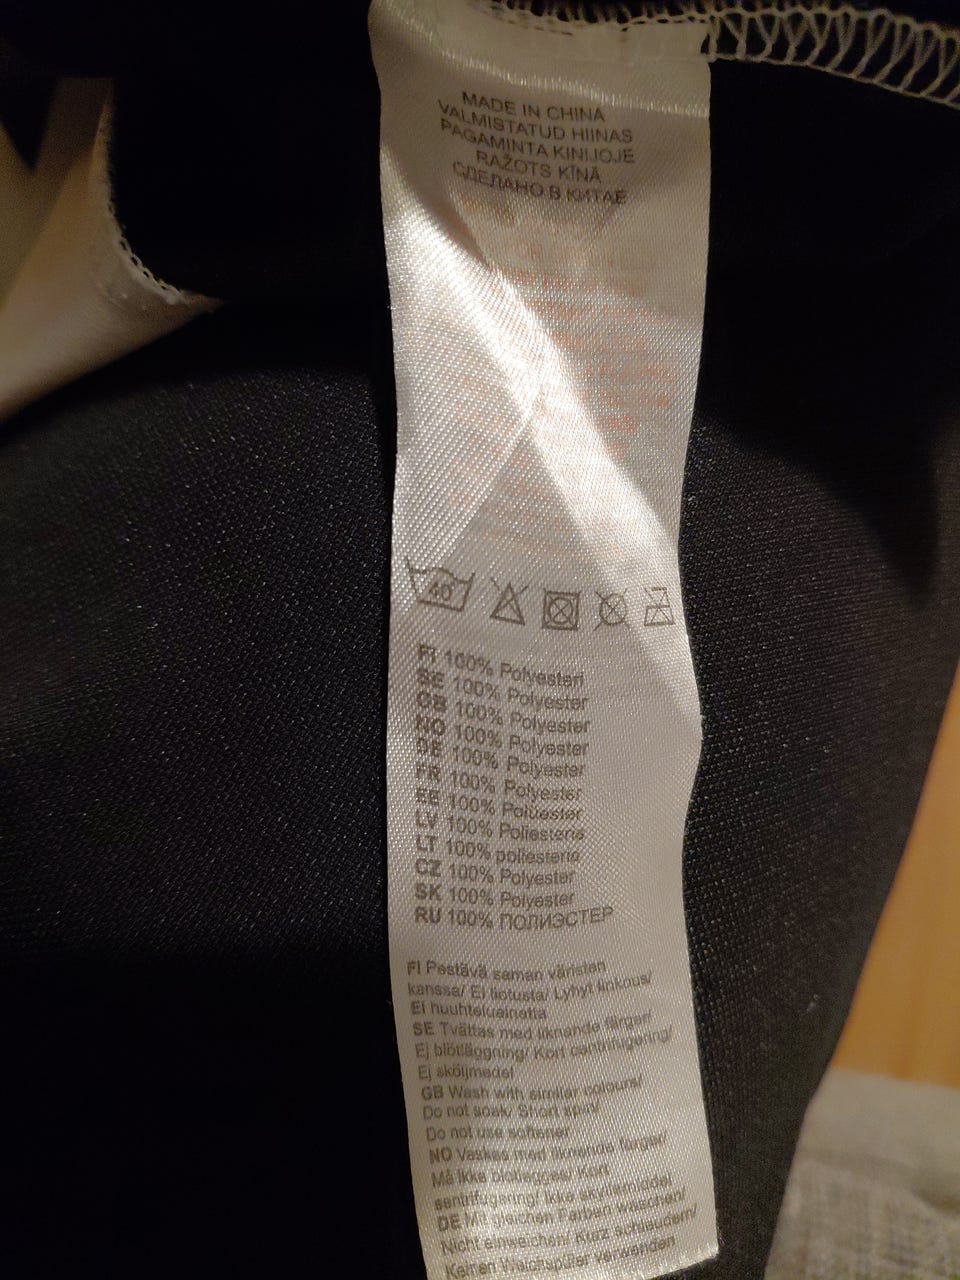 MADE IN CHINA
VALMISTATUD HIINAS
PAGAMINTA KINIJOJE
RAŽOTS KĪNĀ
СДЕЛАНО В КИТАЕ
40
FI 100% Polyesteri
SE 100% Polyester
GB 100% Polyester
NO 100% Polyester
DE 100% Polyester
FR 100% Polyester
EE 100% Polüester
LV 100% Poliesteris
LT 100% poliesteris
CZ 100% Polyester
SK 100% Polyester
RU 100% ПОЛИЭСТЕР
FI Pestävä saman väristen
kanssa/ Ei liotusta/ Lyhyt linkous/
Ei huuhteluainetta
SE Tvättas med liknande färger/
Ej blötläggning/ Kort centrifugering/
Ej sköljmedel
GB Wash with similar colours/
Do not soak/ Short spin/
Do not use softener
NO Vaskes med liknende farger/
Må ikke bløtlegges/ Kort
sentrifugering/ Ikke skyllemiddel
DE Mit gleichen Farben waschen/
Nicht einweichen/ Kurz schleudern/
Keinen Weichspüler verwenden